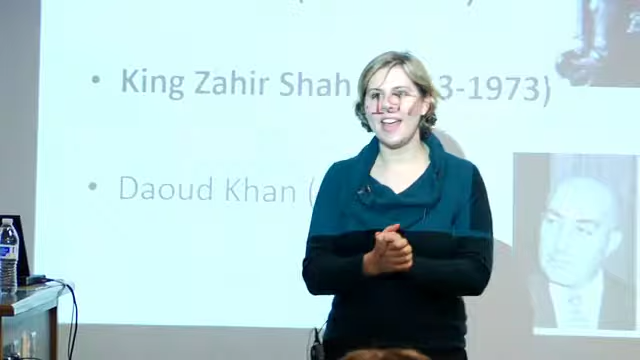 • King Zahir Shah 3-1973)
• Daoud Khan (